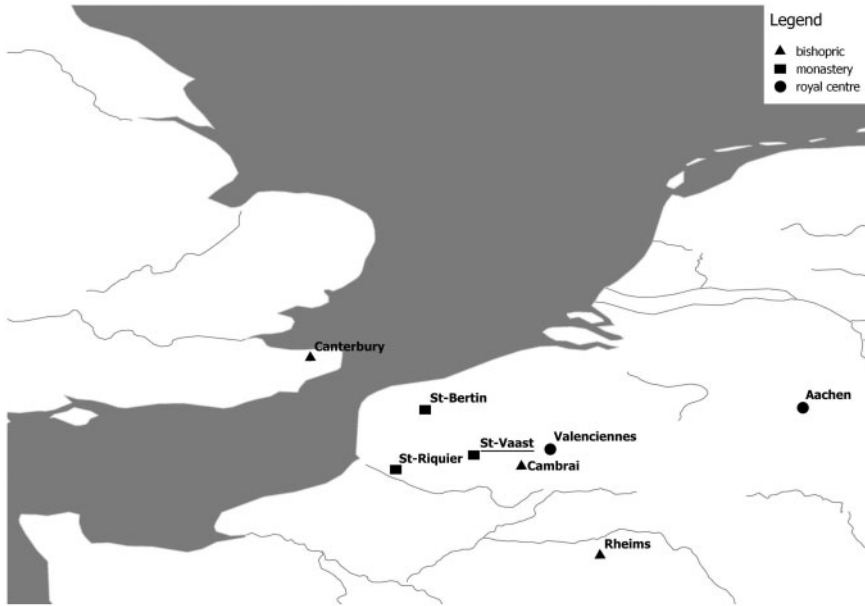 Legend
bishopric
monastery
royal centre
Canterbury
St-Bertin
Aachen
St-Vaast
Valenciennes
St-Riquier
Cambrai
Rheims